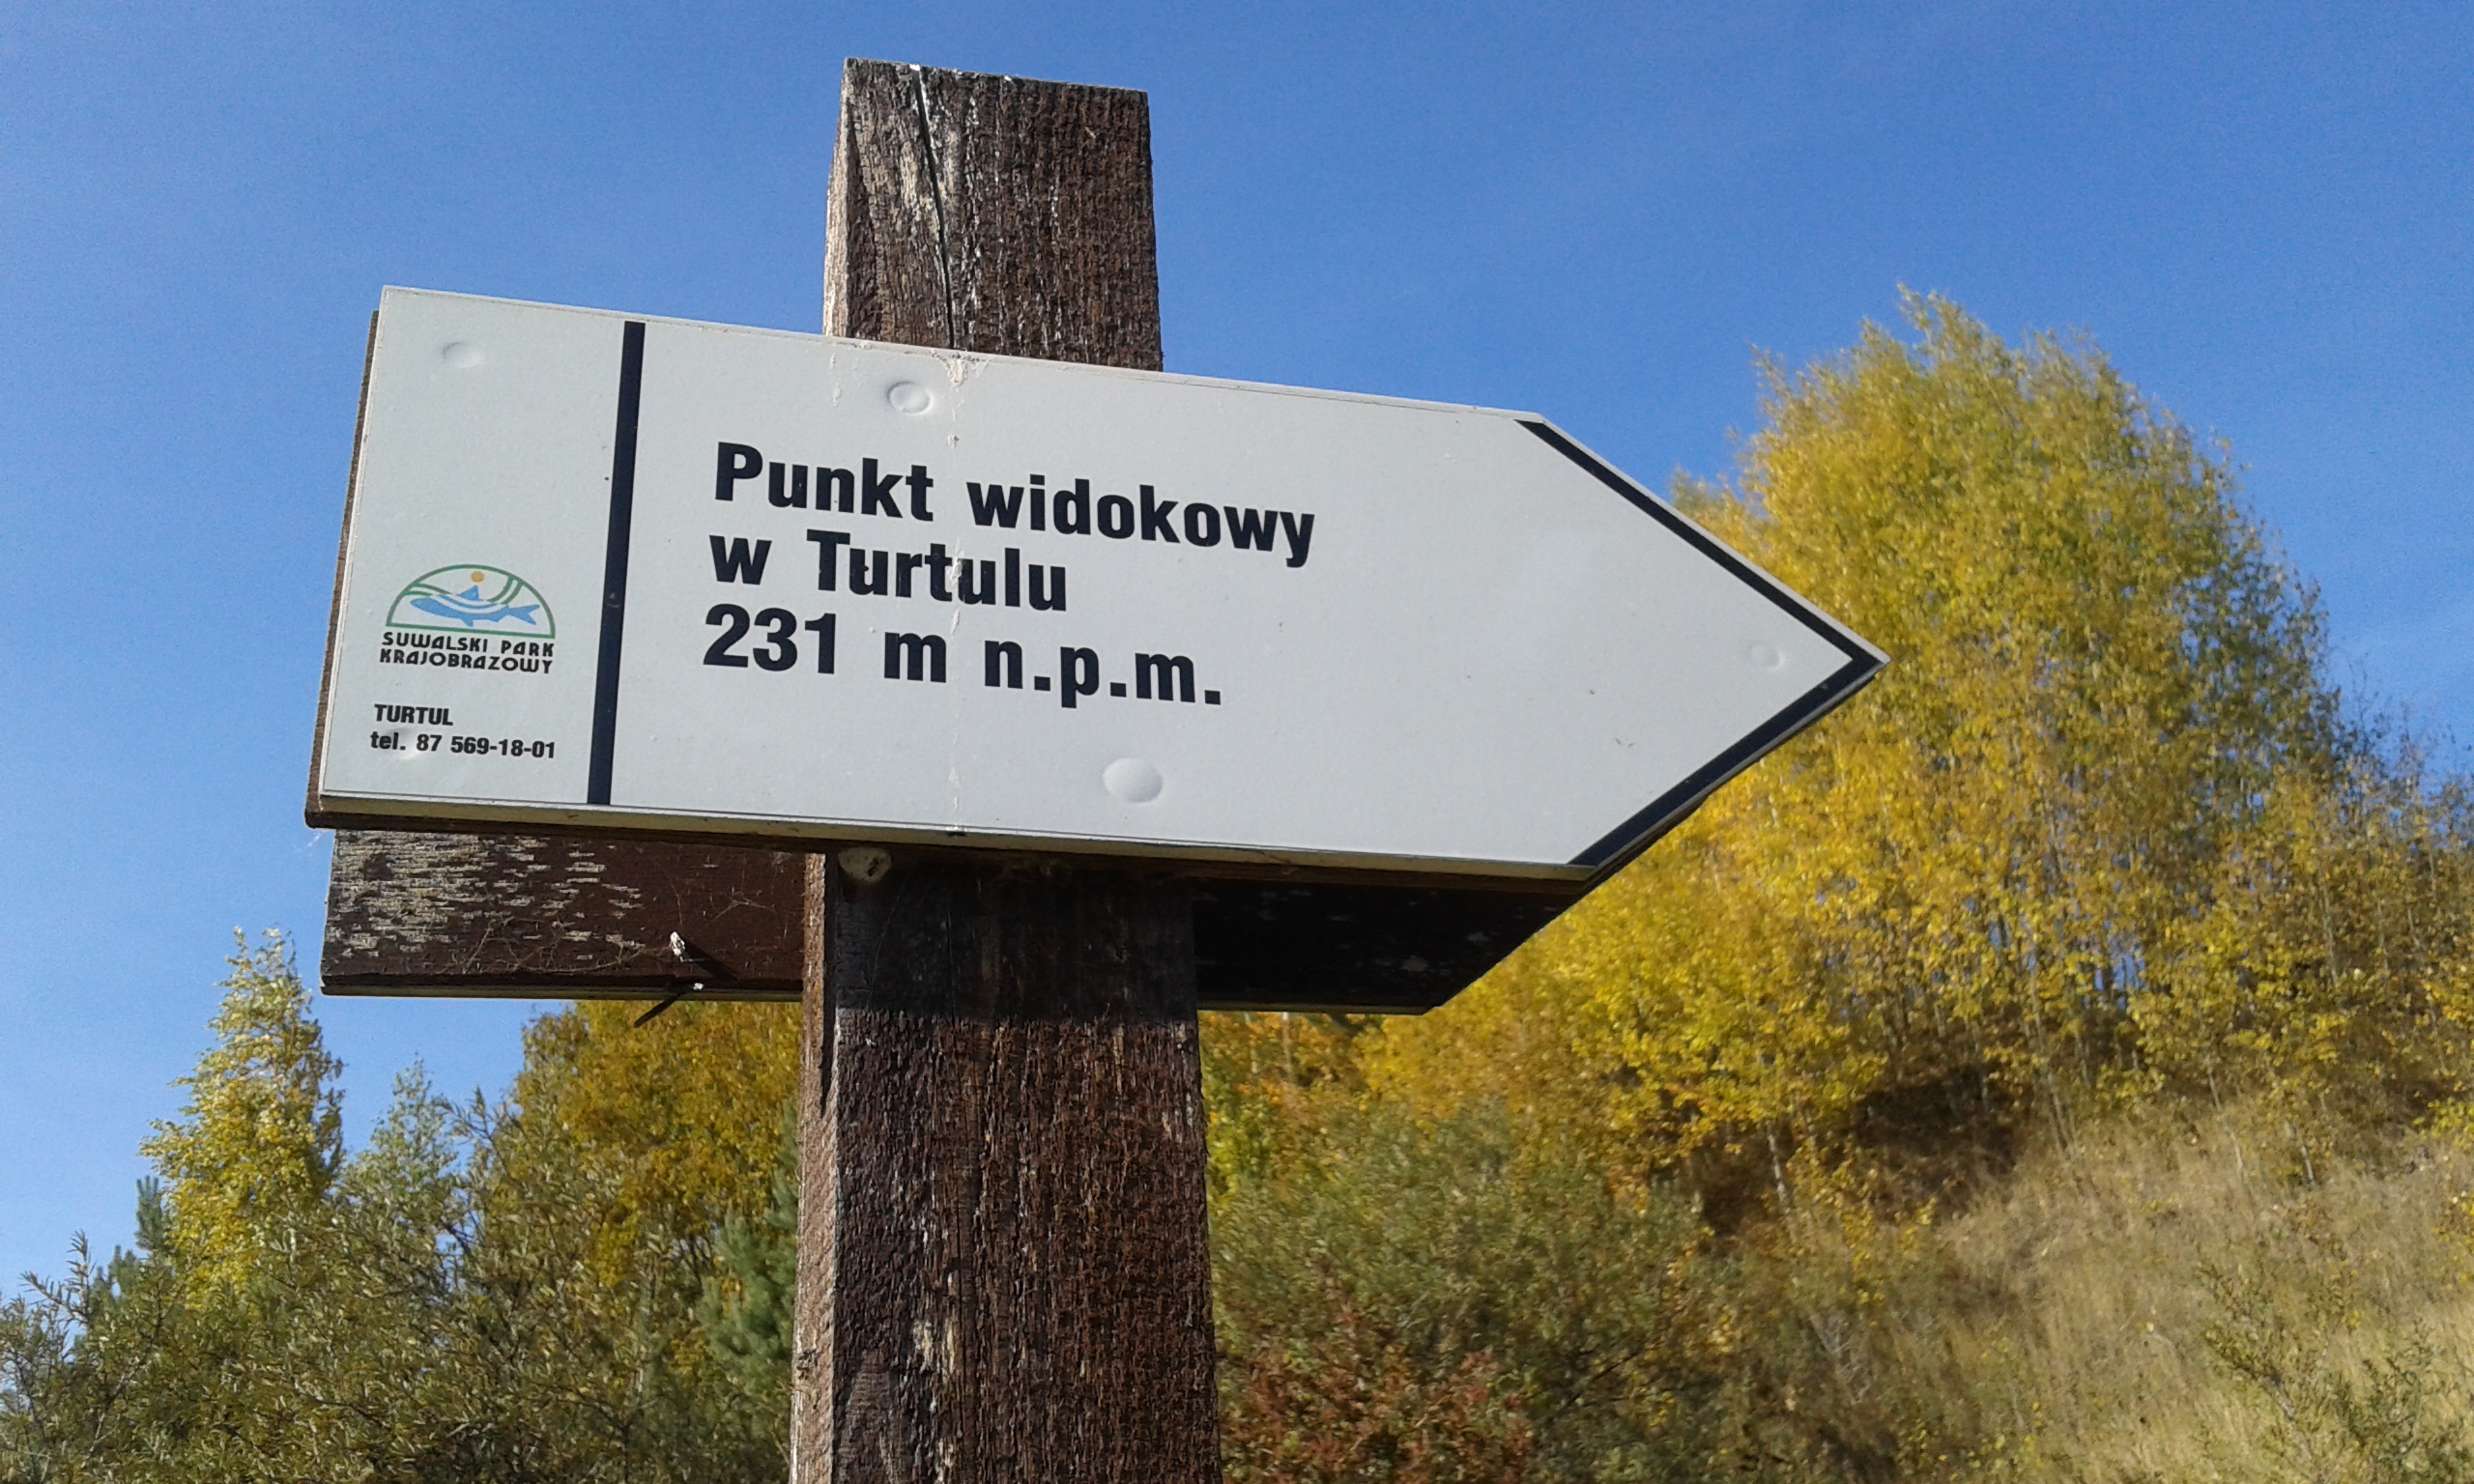 Punkt widokowy
w Turtulu
231 m n.p.m.
SUWALSKI PARK
KRAJOBRAZOWY
TURTUL
tel. 87 569-18-01